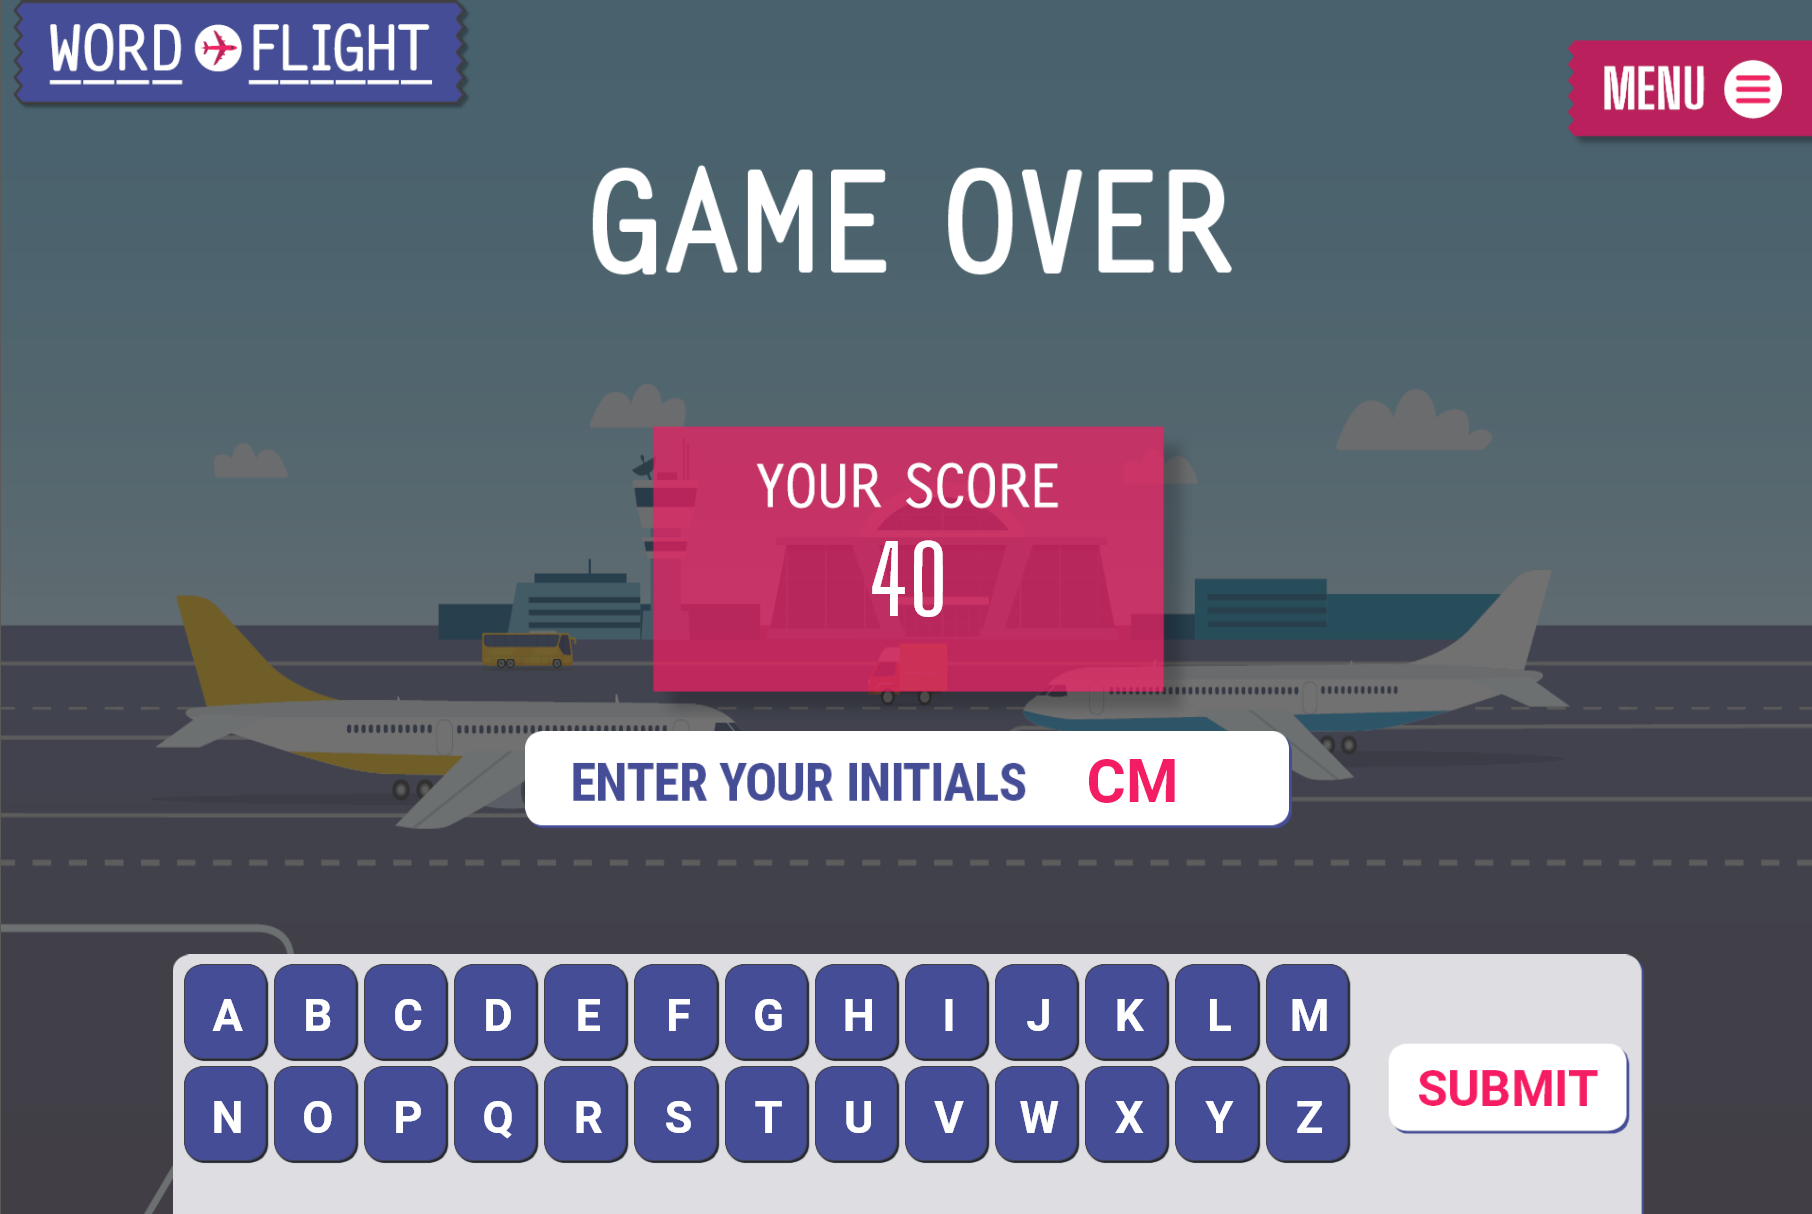 WORD FLIGHT
MENU
GAME OVER
YOUR SCORE
40
ENTER YOUR INITIALS CM
A B C D E F G H I J K L M
N O P Q R S T U V W X Y Z
SUBMIT